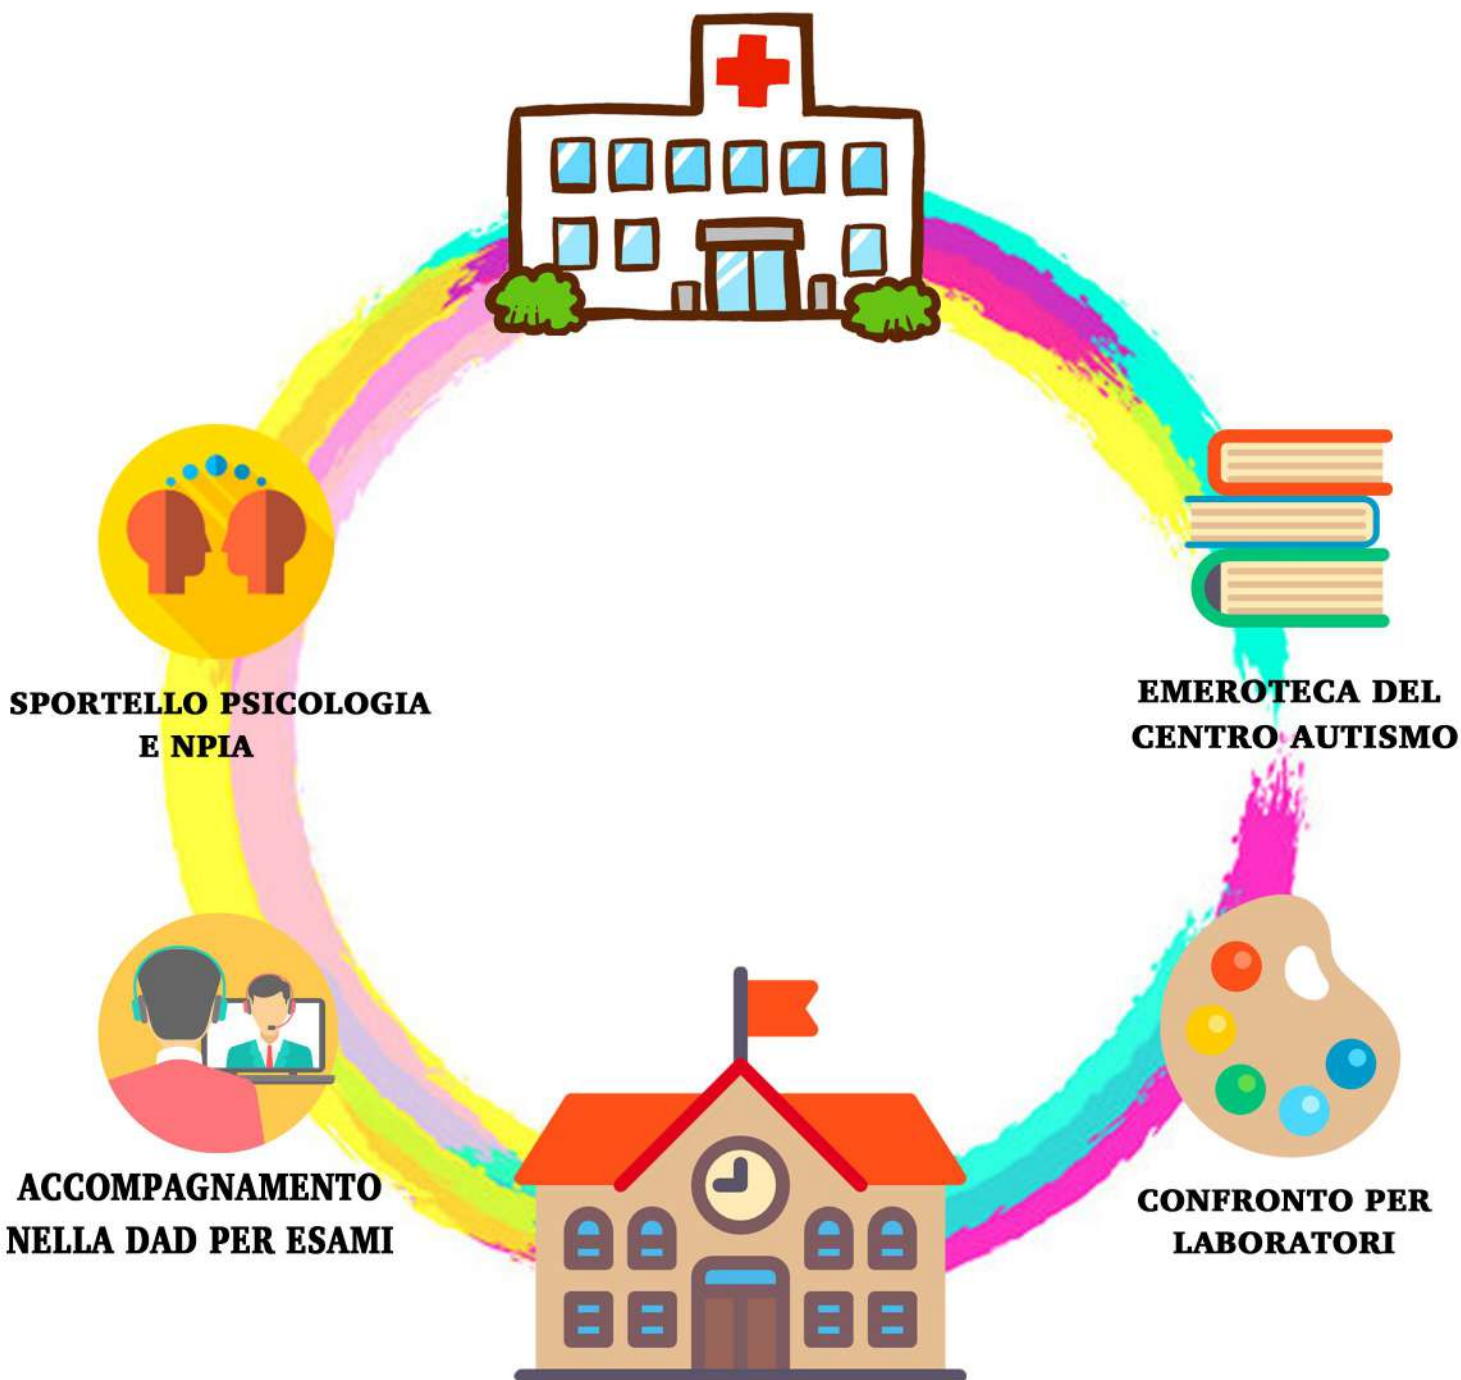 SPORTELLO PSICOLOGIA
E NPIA
EMEROTECA DEL
CENTRO AUTISMO
ACCOMPAGNAMENTO
NELLA DAD PER ESAMI
CONFRONTO PER
LABORATORI